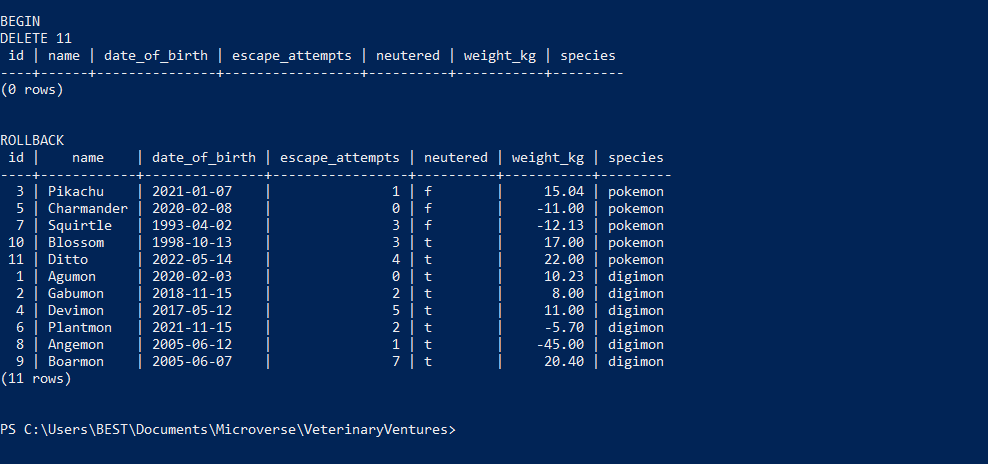 BEGIN
DELETE 11
 id | name | date_of_birth | escape_attempts | neutered | weight_kg | species
----+------+---------------+-----------------+----------+-----------+---------
(0 rows)
ROLLBACK
 id |    name    | date_of_birth | escape_attempts | neutered | weight_kg | species
----+------------+---------------+-----------------+----------+-----------+---------
  3 | Pikachu    | 2021-01-07    |               1 | f        |     15.04 | pokemon
  5 | Charmander | 2020-02-08    |               0 | f        |    -11.00 | pokemon
  7 | Squirtle   | 1993-04-02    |               3 | f        |    -12.13 | pokemon
 10 | Blossom    | 1998-10-13    |               3 | t        |     17.00 | pokemon
 11 | Ditto      | 2022-05-14    |               4 | t        |     22.00 | pokemon
  1 | Agumon     | 2020-02-03    |               0 | t        |     10.23 | digimon
  2 | Gabumon    | 2018-11-15    |               2 | t        |      8.00 | digimon
  4 | Devimon    | 2017-05-12    |               5 | t        |     11.00 | digimon
  6 | Plantmon   | 2021-11-15    |               2 | t        |     -5.70 | digimon
  8 | Angemon    | 2005-06-12    |               1 | t        |    -45.00 | digimon
  9 | Boarmon    | 2005-06-07    |               7 | t        |     20.40 | digimon
(11 rows)
PS C:\Users\BEST\Documents\Microverse\VeterinaryVentures>